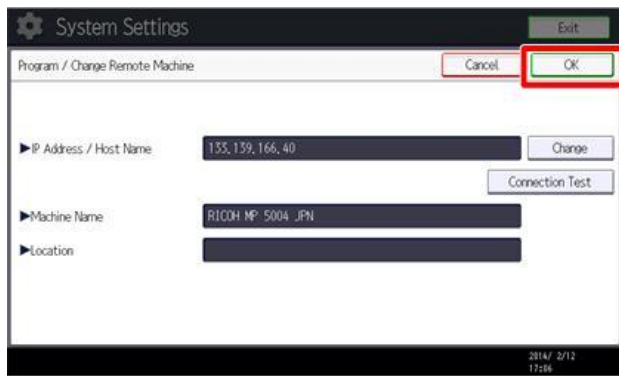 System Settings
Exit
Program / Change Remote Machine
Cancel
OK
▶IP Address / Host Name
133.139.166.40
Change
Connection Test
▶Machine Name
RICOH MP 5004 JPN
▶Location
2014/ 2/12
17:06